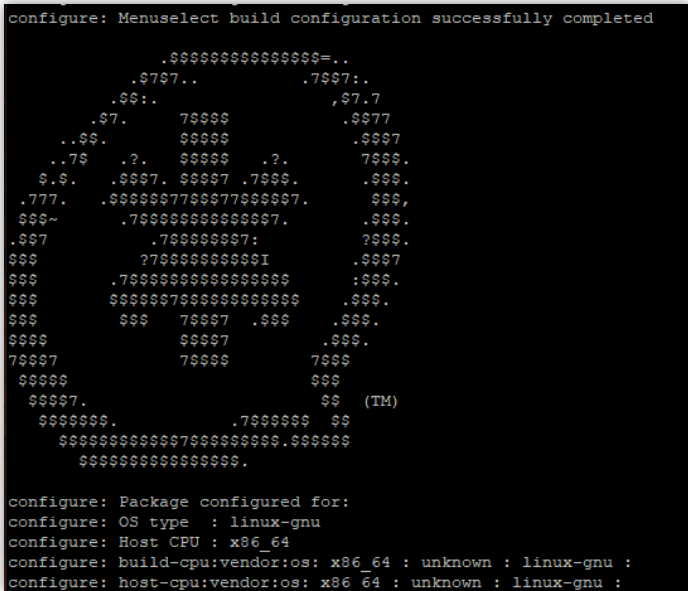 configure: Menuselect build configuration successfully completed
               .$$$$$$$$$$$$$$$=..
            .$7$7..          .7$$7:.
          .$$:.                 ,$7.7
        .$7.     7$$$$           .$$77
     ..$$.       $$$$$            .$$$7
    ..7$   .?.   $$$$$   .?.       7$$$.
   $.$.   .$$$7. $$$$7 .7$$$.      .$$$.
 .777.   .$$$$$$77$$$77$$$$$7.      $$$,
 $$$~      .7$$$$$$$$$$$$$7.       .$$$.
.$$7          .7$$$$$$$7:          ?$$$.
$$$          ?7$$$$$$$$$$I        .$$$7
$$$       .7$$$$$$$$$$$$$$$$      :$$$.
$$$       $$$$$$7$$$$$$$$$$$$    .$$$.
$$$        $$$   7$$$7  .$$$    .$$$.
$$$$             $$$$7         .$$$.
7$$$7            7$$$$        7$$$
 $$$$$                        $$$
  $$$$7.                       $$  (TM)
   $$$$$$$.           .7$$$$$$  $$
     $$$$$$$$$$$$7$$$$$$$$$.$$$$$$
       $$$$$$$$$$$$$$$$.
configure: Package configured for:
configure: OS type  : linux-gnu
configure: Host CPU : x86_64
configure: build-cpu:vendor:os: x86_64 : unknown : linux-gnu :
configure: host-cpu:vendor:os: x86_64 : unknown : linux-gnu :